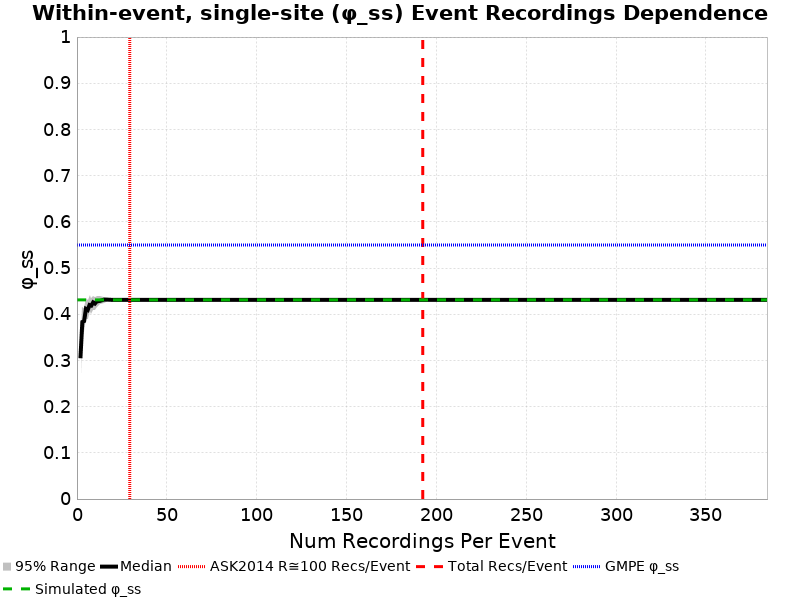 Within-event, single-site (φ_ss) Event Recordings Dependence
1
0.9
0.8
0.7
0.6
0.5
0.4
0.3
0.2
0.1
0
φ_ss
0 50 100 150 200 250 300 350
Num Recordings Per Event
95% Range Median ASK2014 R≅100 Recs/Event Total Recs/Event GMPE φ_ss
Simulated φ_ss